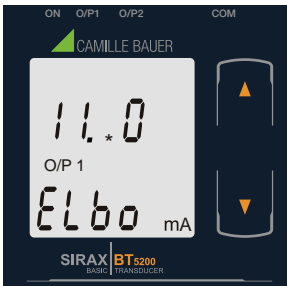 ON O/P1 O/P2 COM
CAMILLE BAUER
11.*0
O/P 1
ELbo mA
SIRAX BT5200
BASIC TRANSDUCER